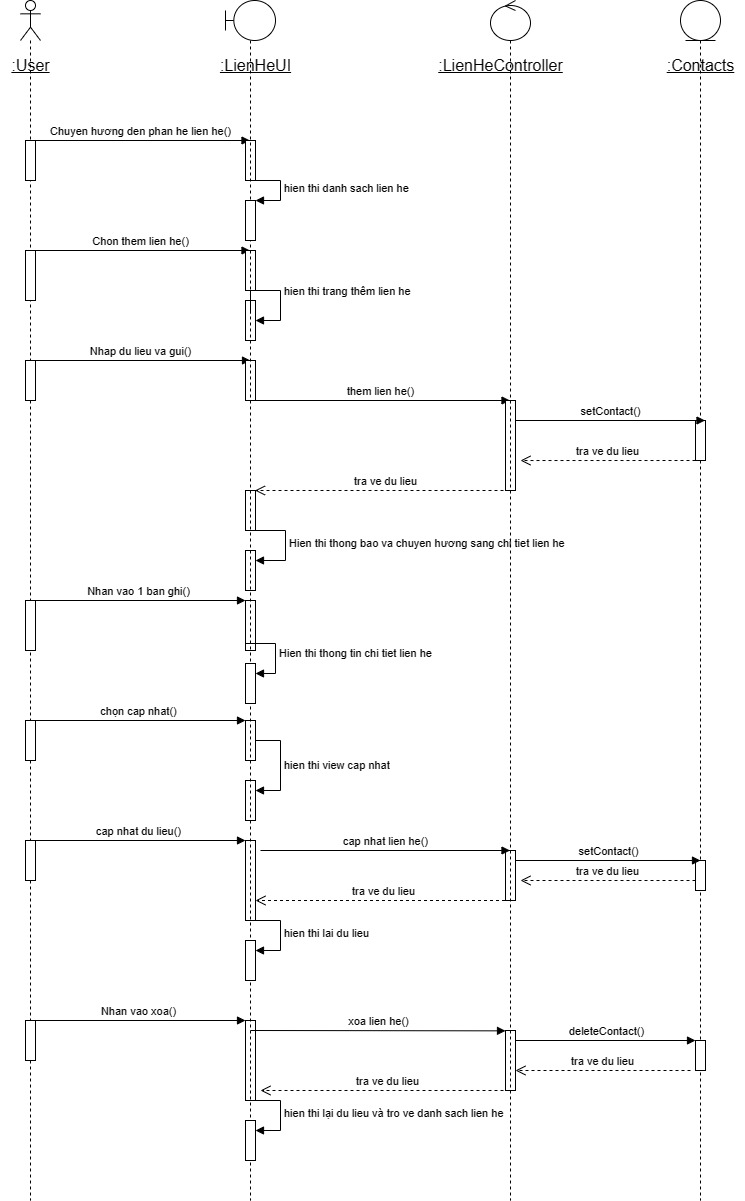 :User
:LienHeUI
:LienHeController
:Contacts
Chuyen hương den phan he lien he()
hien thi danh sach lien he
Chon them lien he()
hien thi trang thêm lien he
Nhap du lieu va gui()
them lien he()
setContact()
tra ve du lieu
tra ve du lieu
Hien thi thong bao va chuyen hương sang chi tiet lien he
Nhan vao 1 ban ghi()
Hien thi thong tin chi tiet lien he
chọn cap nhat()
hien thi view cap nhat
cap nhat du lieu()
cap nhat lien he()
setContact()
tra ve du lieu
tra ve du lieu
hien thi lai du lieu
Nhan vao xoa()
xoa lien he()
deleteContact()
tra ve du lieu
tra ve du lieu
hien thi lại du lieu và tro ve danh sach lien he